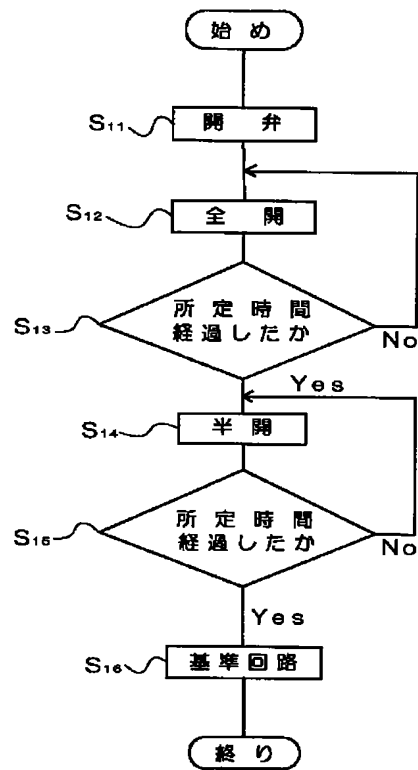 始め
S11
開弁
S12
全開
S13
所定時間
経過したか
No
Yes
S14
半開
S15
所定時間
経過したか
No
Yes
S16
基準回路
終り